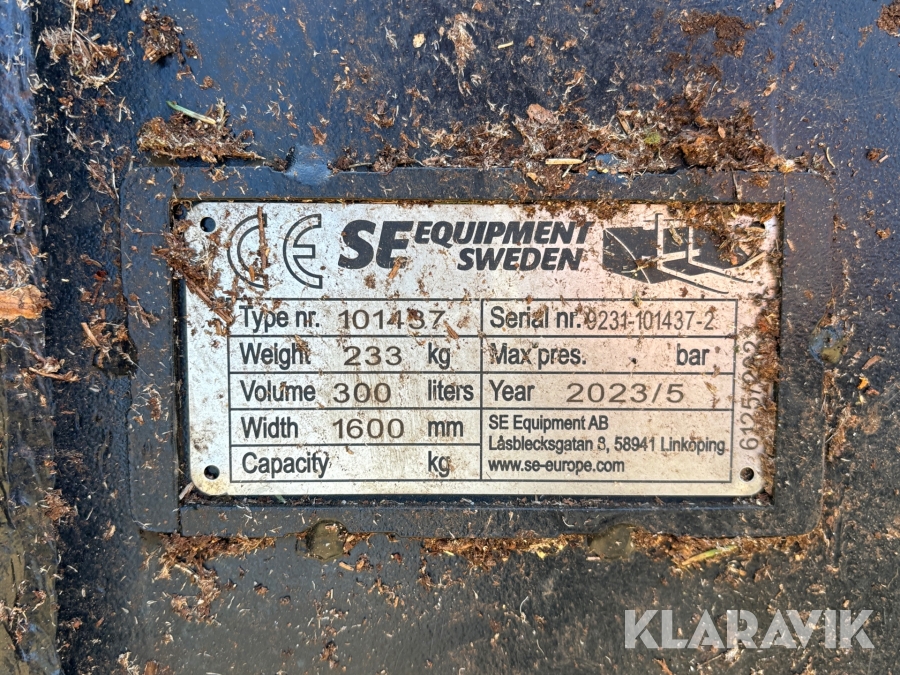 CE SE EQUIPMENT
SWEDEN
Type nr. 101437 Serial nr. 9231-101437-2
Weight 233 kg Max pres. bar
Volume 300 liters Year 2023/5
Width 1600 mm SE Equipment AB
Låsblecksgatan 3, 58941 Linköping
Capacity kg www.se-europe.com
KLARAVIK